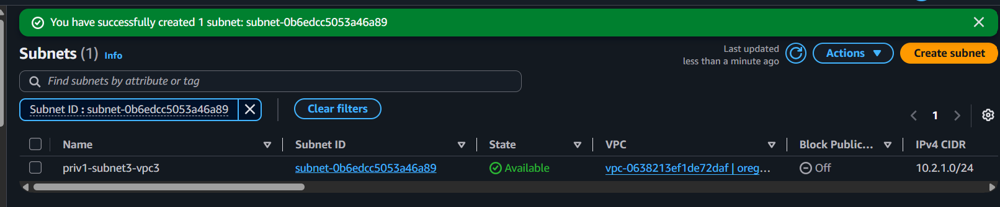 You have successfully created 1 subnet: subnet-0b6edcc5053a46a89
Subnets (1) Info
Last updated
less than a minute ago
Actions
Create subnet
Find subnets by attribute or tag
Subnet ID : subnet-0b6edcc5053a46a89
Clear filters
1
Name Subnet ID State VPC Block Public... IPv4 CIDR
priv1-subnet3-vpc3 subnet-0b6edcc5053a46a89 Available vpc-0638213ef1de72daf | oreg... Off 10.2.1.0/24